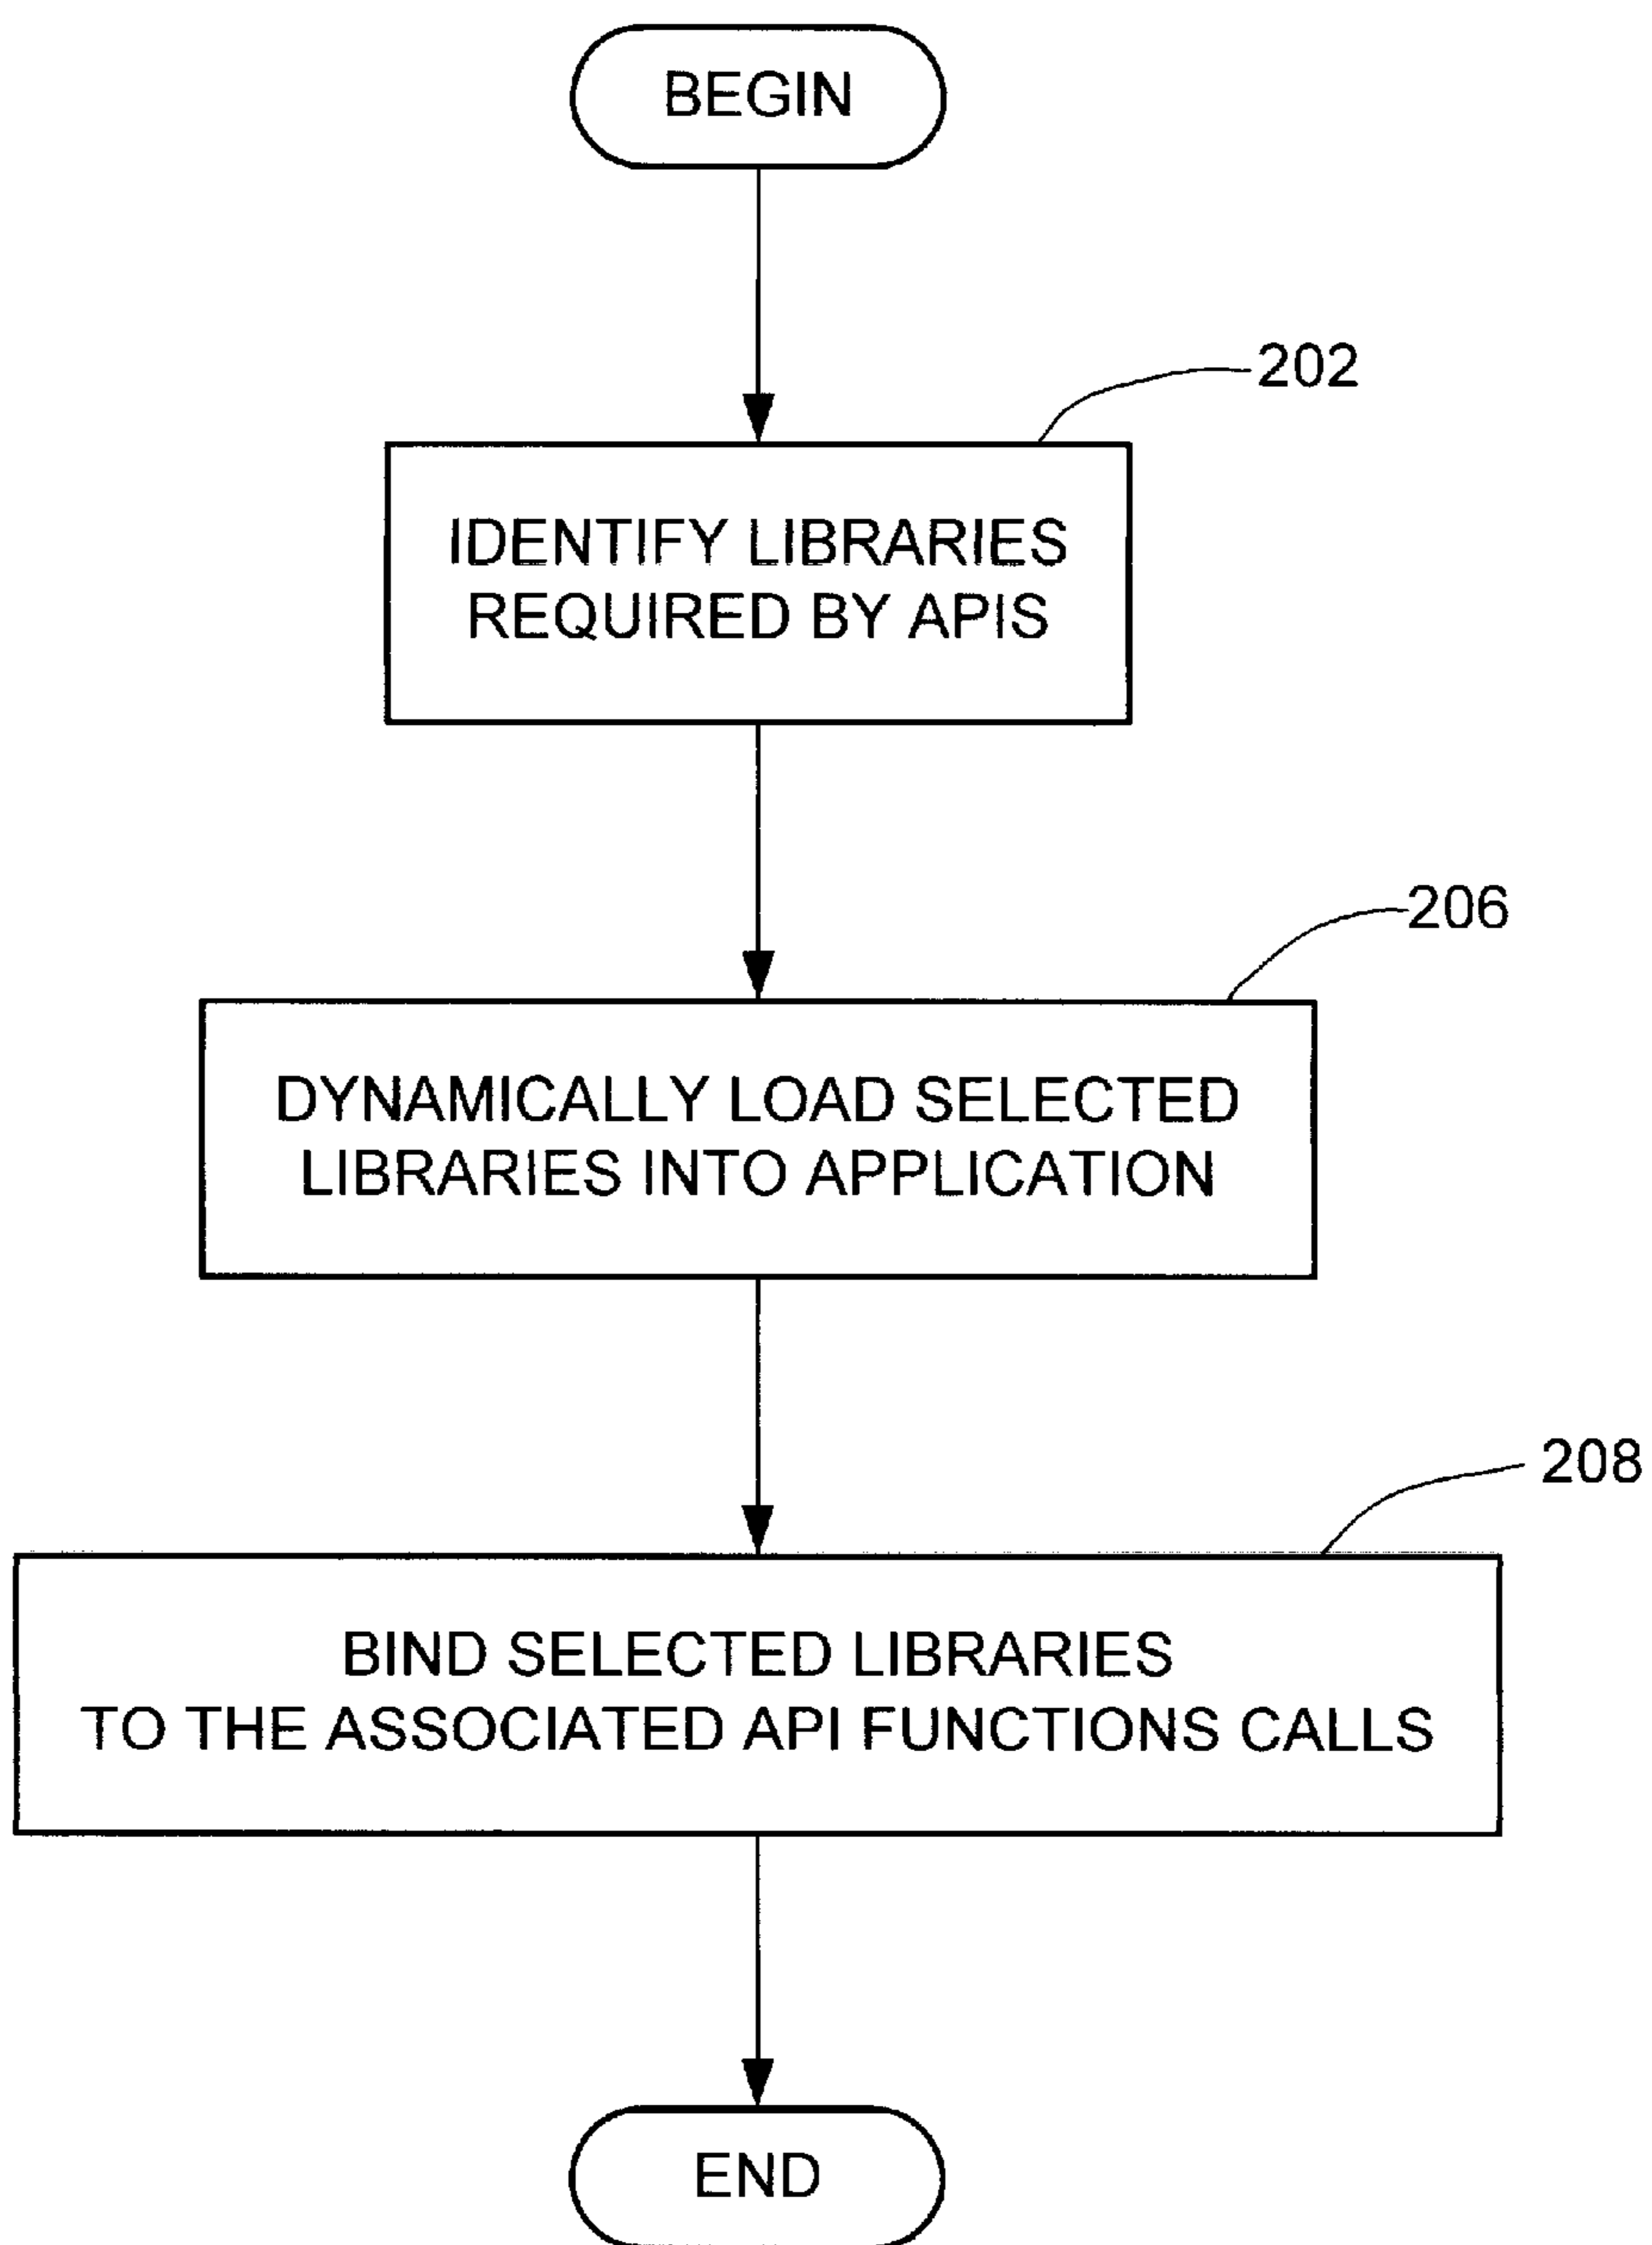 BEGIN
202
IDENTIFY LIBRARIES
REQUIRED BY APIS
206
DYNAMICALLY LOAD SELECTED
LIBRARIES INTO APPLICATION
208
BIND SELECTED LIBRARIES
TO THE ASSOCIATED API FUNCTIONS CALLS
END